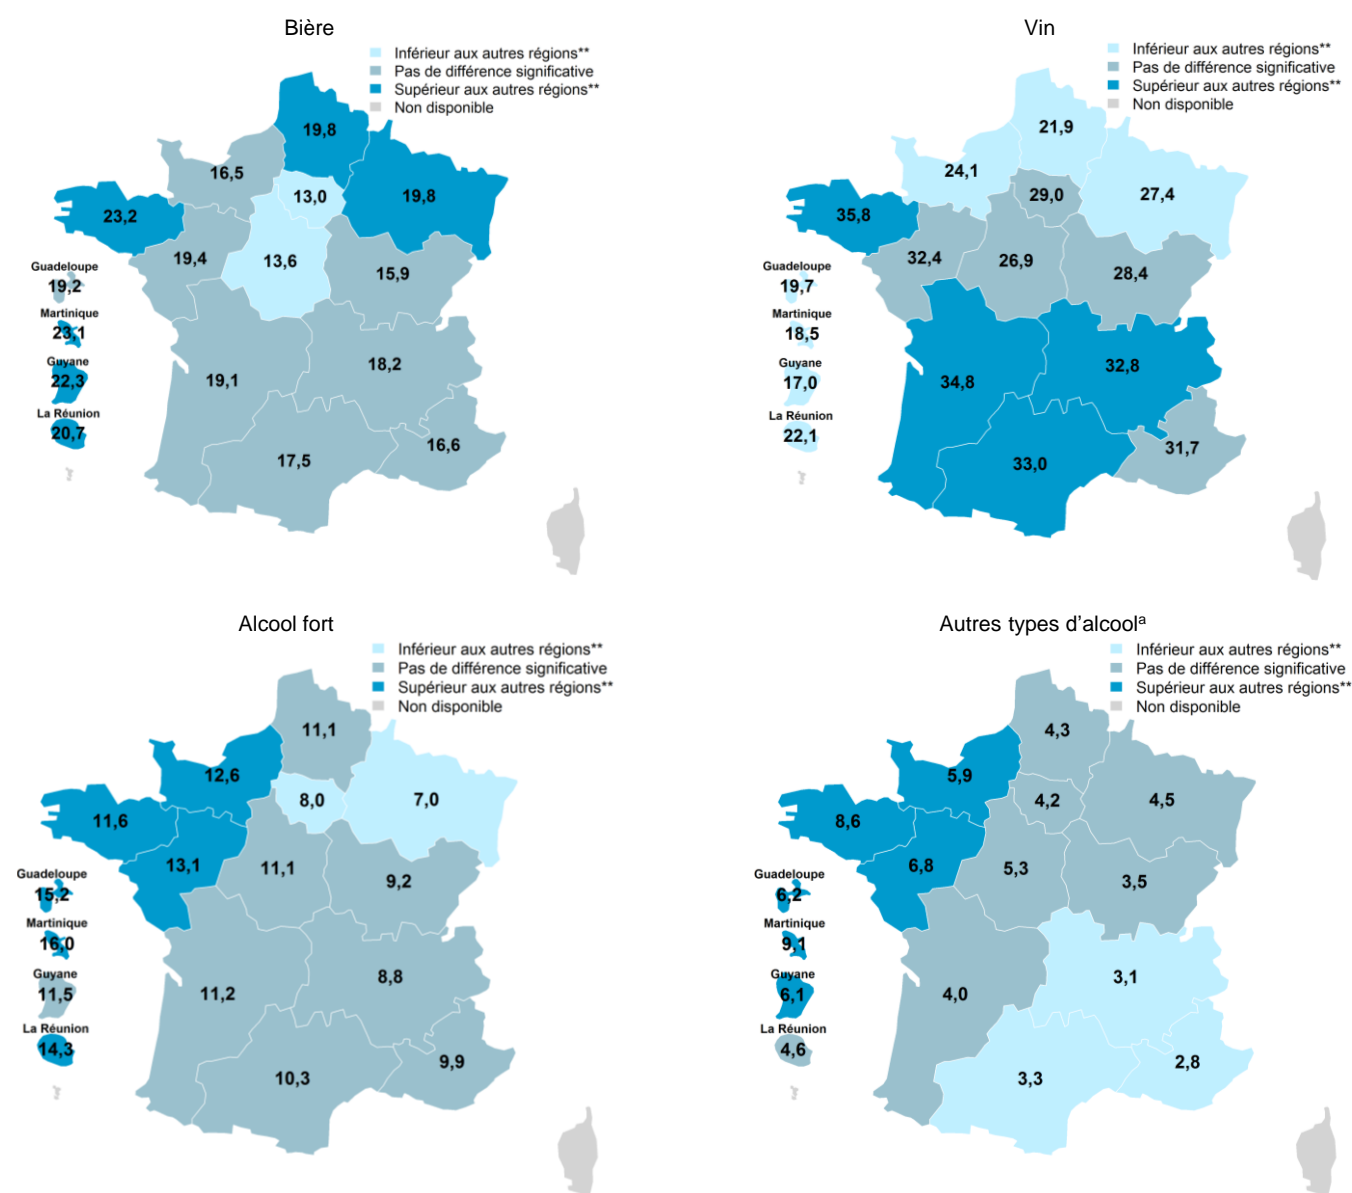 Bière
Inférieur aux autres régions**
Pas de différence significative
Supérieur aux autres régions**
Non disponible
19,8
16,5
13,0
19,8
23,2
19,4
13,6
15,9
Guadeloupe
19,2
Martinique
23,1
Guyane
22,3
La Réunion
20,7
18,2
19,1
16,6
17,5
Vin
Inférieur aux autres régions**
Pas de différence significative
Supérieur aux autres régions**
Non disponible
21,9
24,1
29,0
27,4
35,8
32,4
26,9
28,4
Guadeloupe
19,7
Martinique
18,5
Guyane
17,0
La Réunion
22,1
32,8
34,8
31,7
33,0
Alcool fort
Inférieur aux autres régions**
Pas de différence significative
Supérieur aux autres régions**
Non disponible
11,1
12,6
8,0
7,0
11,6
13,1
11,1
9,2
Guadeloupe
15,2
Martinique
16,0
Guyane
11,5
La Réunion
14,3
8,8
11,2
9,9
10,3
Autres types d’alcoolᵃ
Inférieur aux autres régions**
Pas de différence significative
Supérieur aux autres régions**
Non disponible
4,3
5,9
4,2
4,5
8,6
6,8
5,3
3,5
Guadeloupe
6,2
Martinique
9,1
Guyane
6,1
La Réunion
4,6
3,1
4,0
2,8
3,3